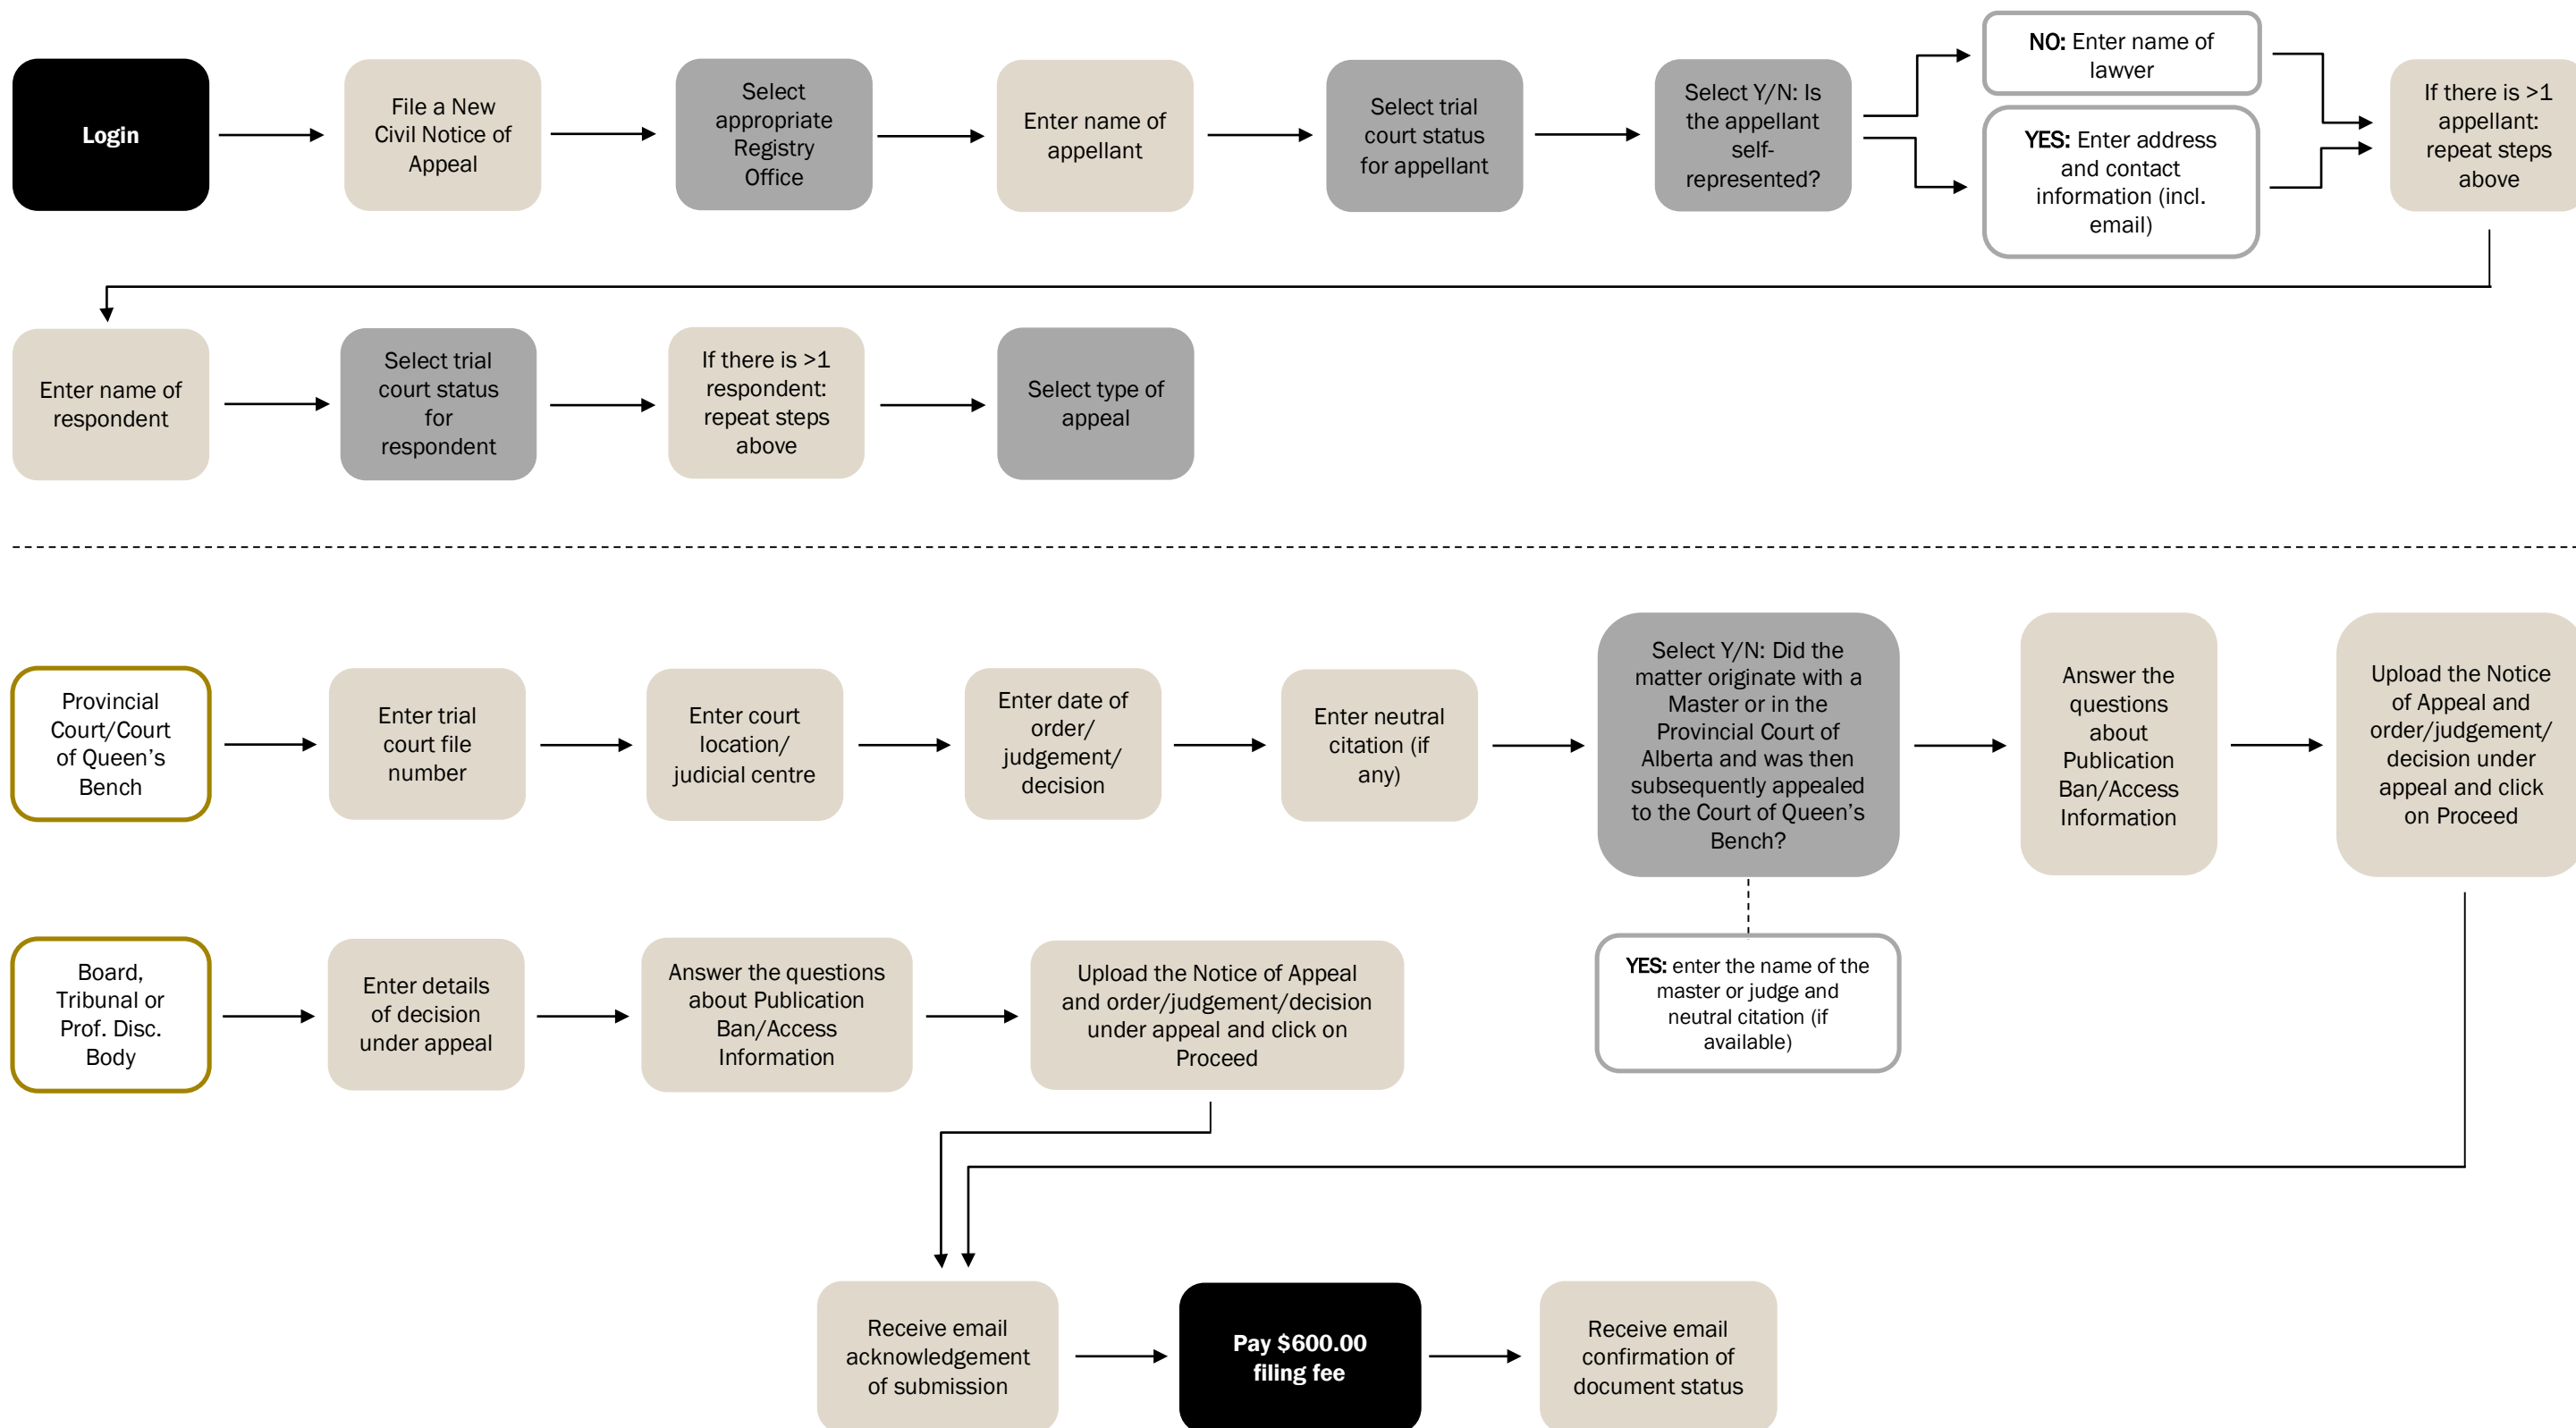 Login
File a New
Civil Notice of
Appeal
Select
appropriate
Registry
Office
Enter name of
appellant
Select trial
court status
for appellant
Select Y/N: Is
the appellant
self-
represented?
NO: Enter name of
lawyer
YES: Enter address
and contact
information (incl.
email)
If there is >1
appellant:
repeat steps
above
Enter name of
respondent
Select trial
court status
for
respondent
If there is >1
respondent:
repeat steps
above
Select type of
appeal
Provincial
Court/Court
of Queen's
Bench
Enter trial
court file
number
Enter court
location/
judicial centre
Enter date of
order/
judgement/
decision
Enter neutral
citation (if
any)
Select Y/N: Did the
matter originate with a
Master or in the
Provincial Court of
Alberta and was then
subsequently appealed
to the Court of Queen's
Bench?
Answer the
questions
about
Publication
Ban/Access
Information
Upload the Notice
of Appeal and
order/judgement/
decision under
appeal and click
on Proceed
YES: enter the name of the
master or judge and
neutral citation (if
available)
Board,
Tribunal or
Prof. Disc.
Body
Enter details
of decision
under appeal
Answer the questions
about Publication
Ban/Access
Information
Upload the Notice of Appeal
and order/judgement/decision
under appeal and click on
Proceed
Receive email
acknowledgement
of submission
Pay $600.00
filing fee
Receive email
confirmation of
document status